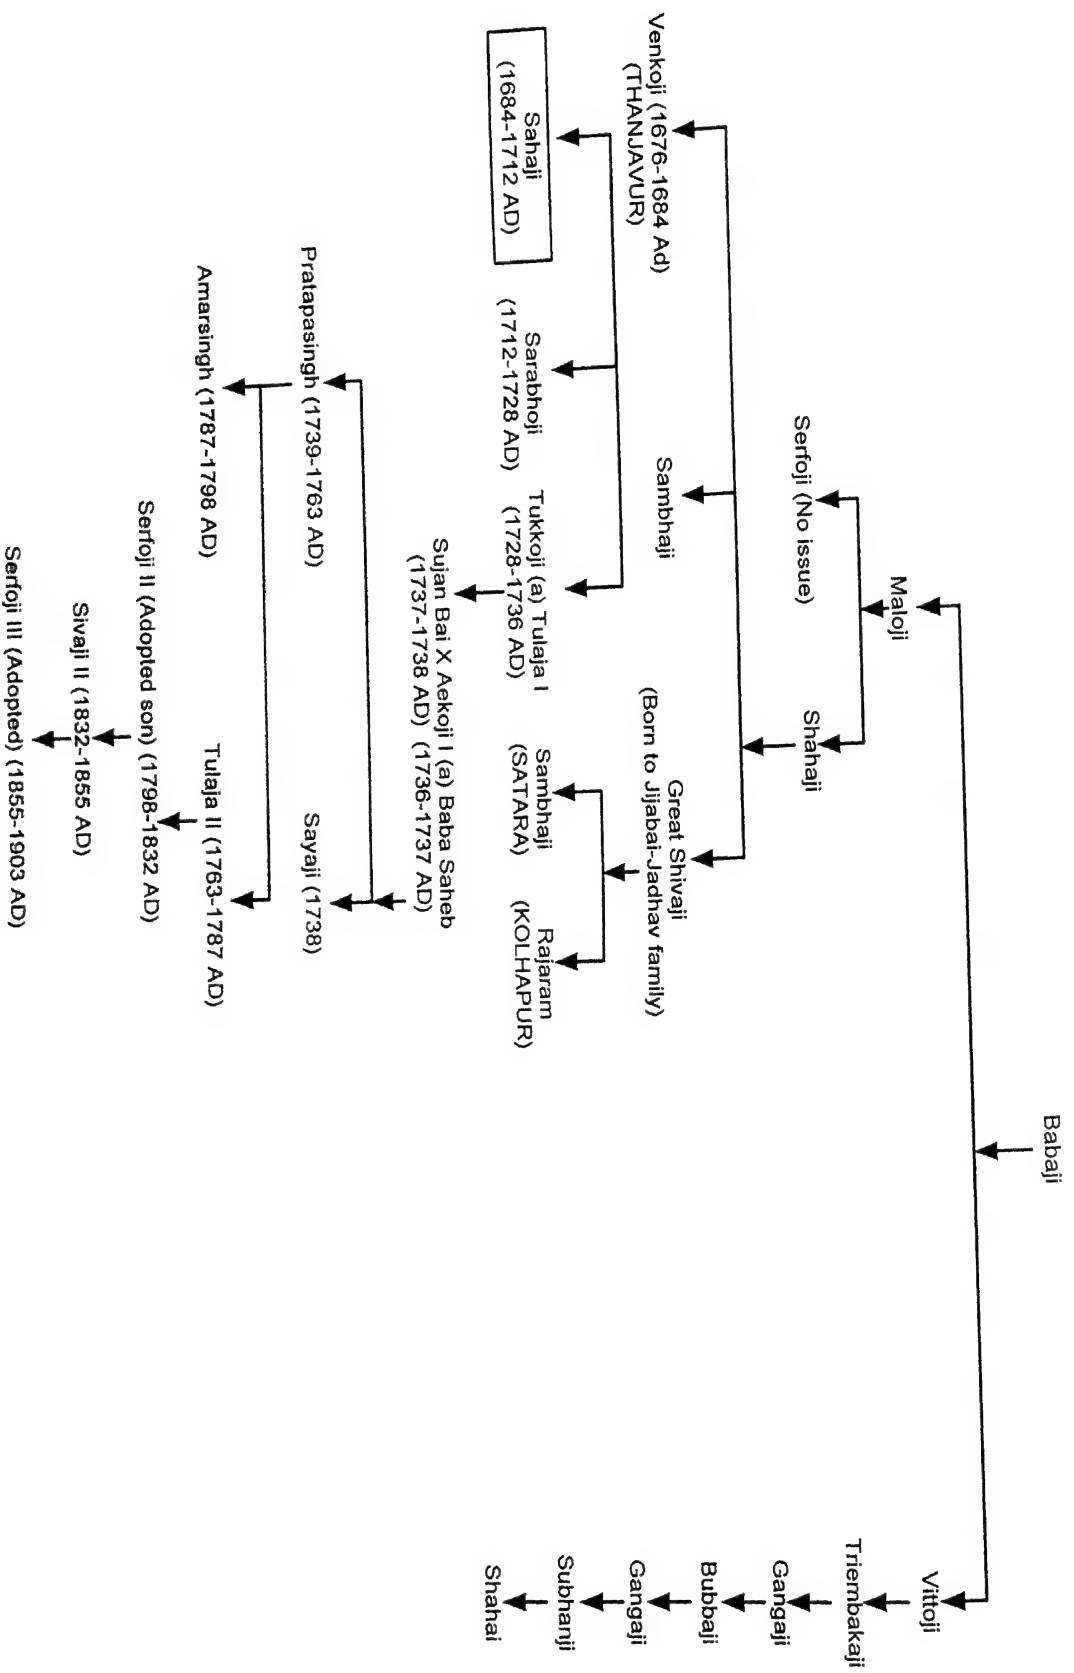 Babaji
Maloji
Vittoji
Serfoji (No issue)
Shahaji
Triembakaji
Gangaji
Bubbaji
Gangaji
Subhanji
Shahai
Venkoji (1676-1684 Ad)
(THANJAVUR)
Sambhaji
Great Shivaji
(Born to Jijabai-Jadhav family)
Sahaji
(1684-1712 AD)
Sarabhoji
(1712-1728 AD)
Tukkoji (a) Tulaja I
(1728-1736 AD)
Sambhaji
(SATARA)
Rajaram
(KOLHAPUR)
Sujan Bai X Aekoji I (a) Baba Saheb
(1737-1738 AD) (1736-1737 AD)
Pratapasingh (1739-1763 AD)
Sayaji (1738)
Amarsingh (1787-1798 AD)
Tulaja II (1763-1787 AD)
Serfoji II (Adopted son) (1798-1832 AD)
Sivaji II (1832-1855 AD)
Serfoji III (Adopted) (1855-1903 AD)